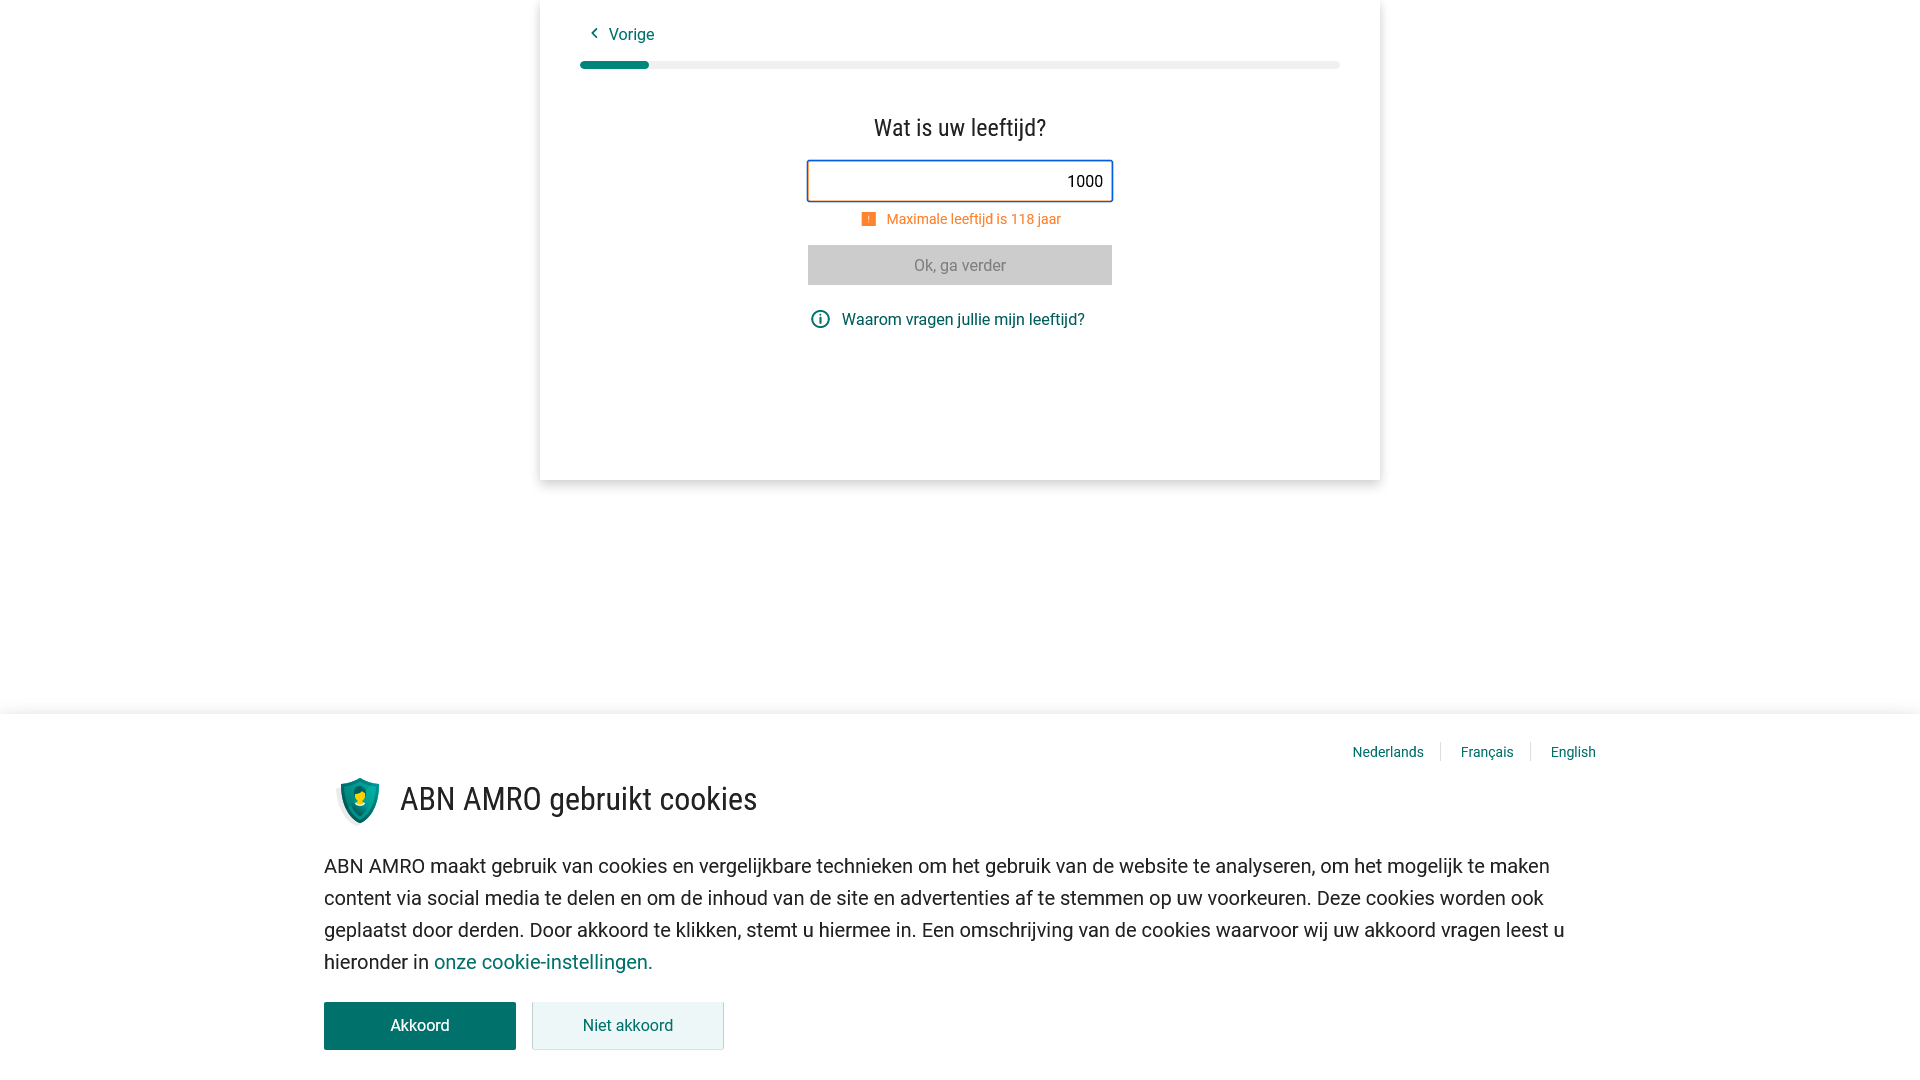 Vorige
Wat is uw leeftijd?
1000
Maximale leeftijd is 118 jaar
Ok, ga verder
Waarom vragen jullie mijn leeftijd?
Nederlands
Français
English
ABN AMRO gebruikt cookies
ABN AMRO maakt gebruik van cookies en vergelijkbare technieken om het gebruik van de website te analyseren, om het mogelijk te maken
content via social media te delen en om de inhoud van de site en advertenties af te stemmen op uw voorkeuren. Deze cookies worden ook
geplaatst door derden. Door akkoord te klikken, stemt u hiermee in. Een omschrijving van de cookies waarvoor wij uw akkoord vragen leest u
hieronder in onze cookie-instellingen.
Akkoord
Niet akkoord